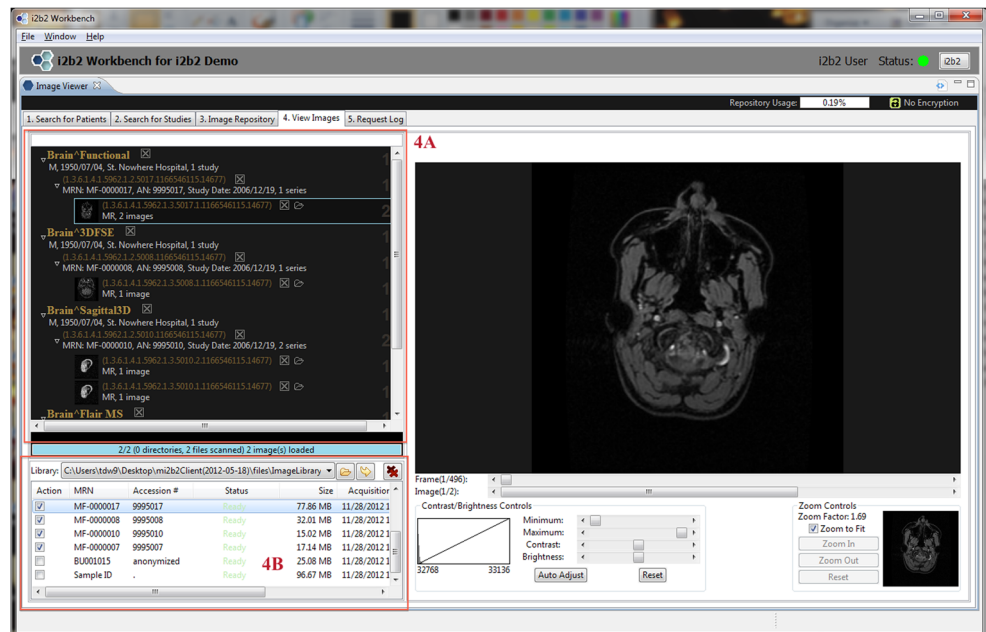 i2b2 Workbench
File Window Help
i2b2 Workbench for i2b2 Demo
i2b2 User Status: i2b2
Image Viewer
Repository Usage: 0.19% No Encryption
1. Search for Patients 2. Search for Studies 3. Image Repository 4. View Images 5. Request Log
4A
Brain^Functional
1
M, 1950/07/04, St. Nowhere Hospital, 1 study
(1.3.6.1.4.1.5962.1.2.5017.1166546115.14677)
MRN: MF-0000017, AN: 9995017, Study Date: 2006/12/19, 1 series
1
(1.3.6.1.4.1.5962.1.3.5017.1.1166546115.14677)
MR, 2 images
2
Brain^3DFSE
1
M, 1950/07/04, St. Nowhere Hospital, 1 study
(1.3.6.1.4.1.5962.1.2.5008.1166546115.14677)
MRN: MF-0000008, AN: 9995008, Study Date: 2006/12/19, 1 series
1
(1.3.6.1.4.1.5962.1.3.5008.1.1166546115.14677)
MR, 1 image
1
Brain^Sagittal3D
1
M, 1950/07/04, St. Nowhere Hospital, 1 study
(1.3.6.1.4.1.5962.1.2.5010.1166546115.14677)
MRN: MF-0000010, AN: 9995010, Study Date: 2006/12/19, 2 series
2
(1.3.6.1.4.1.5962.1.3.5010.2.1166546115.14677)
MR, 1 image
1
(1.3.6.1.4.1.5962.1.3.5010.1.1166546115.14677)
MR, 1 image
1
Brain^Flair MS
2/2 (0 directories, 2 files scanned) 2 image(s) loaded
Library: C:\Users\tdw9\Desktop\mi2b2Client(2012-05-18)\files\ImageLibrary
Action MRN Accession # Status Size Acquisition
MF-0000017 9995017 Ready 77.86 MB 11/28/2012 1
MF-0000008 9995008 Ready 32.01 MB 11/28/2012 1
MF-0000010 9995010 Ready 15.02 MB 11/28/2012 1
MF-0000007 9995007 Ready 17.14 MB 11/28/2012 1
BU001015 anonymized Ready 25.08 MB 11/28/2012 1
Sample ID . Ready 96.67 MB 11/28/2012 1
4B
Frame(1/496):
Image(1/2):
Contrast/Brightness Controls
Minimum:
Maximum:
Contrast:
Brightness:
32768 33136
Auto Adjust Reset
Zoom Controls
Zoom Factor: 1.69
Zoom to Fit
Zoom In
Zoom Out
Reset